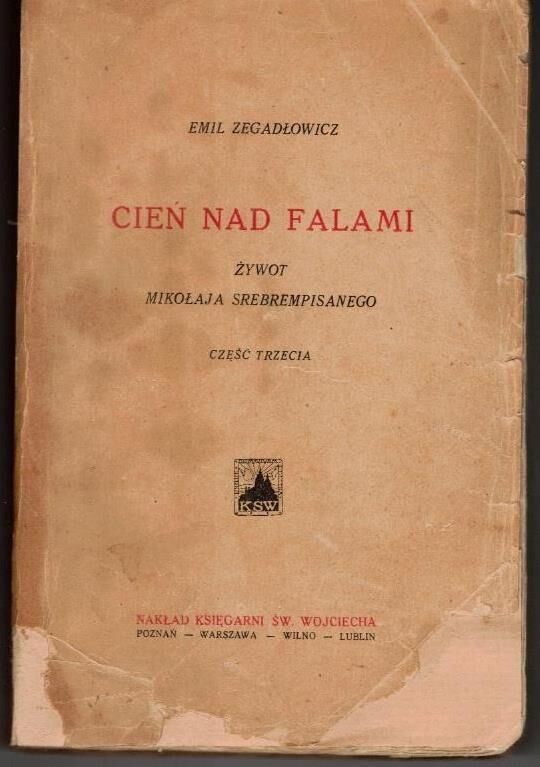 EMIL ZEGADŁOWICZ
CIEŃ NAD FALAMI
ŻYWOT
MIKOŁAJA SREBREMPISANEGO
CZĘŚĆ TRZECIA
KSW
NAKŁAD KSIĘGARNI ŚW. WOJCIECHA
POZNAŃ — WARSZAWA — WILNO — LUBLIN